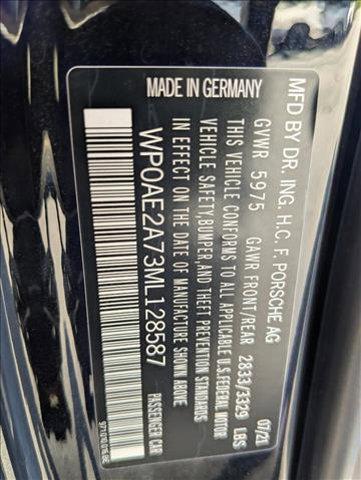 MFD BY DR. ING. H.C. F. PORSCHE AG
GVWR 5975 GAWR FRONT/REAR 2833/3329 LBS
07/21
THIS VEHICLE CONFORMS TO ALL APPLICABLE U.S. FEDERAL MOTOR
VEHICLE SAFETY, BUMPER, AND THEFT PREVENTION STANDARDS
IN EFFECT ON THE DATE OF MANUFACTURE SHOWN
ABOVE
WP0AE2A73ML128587
PASSENGER CAR
MADE IN GERMANY